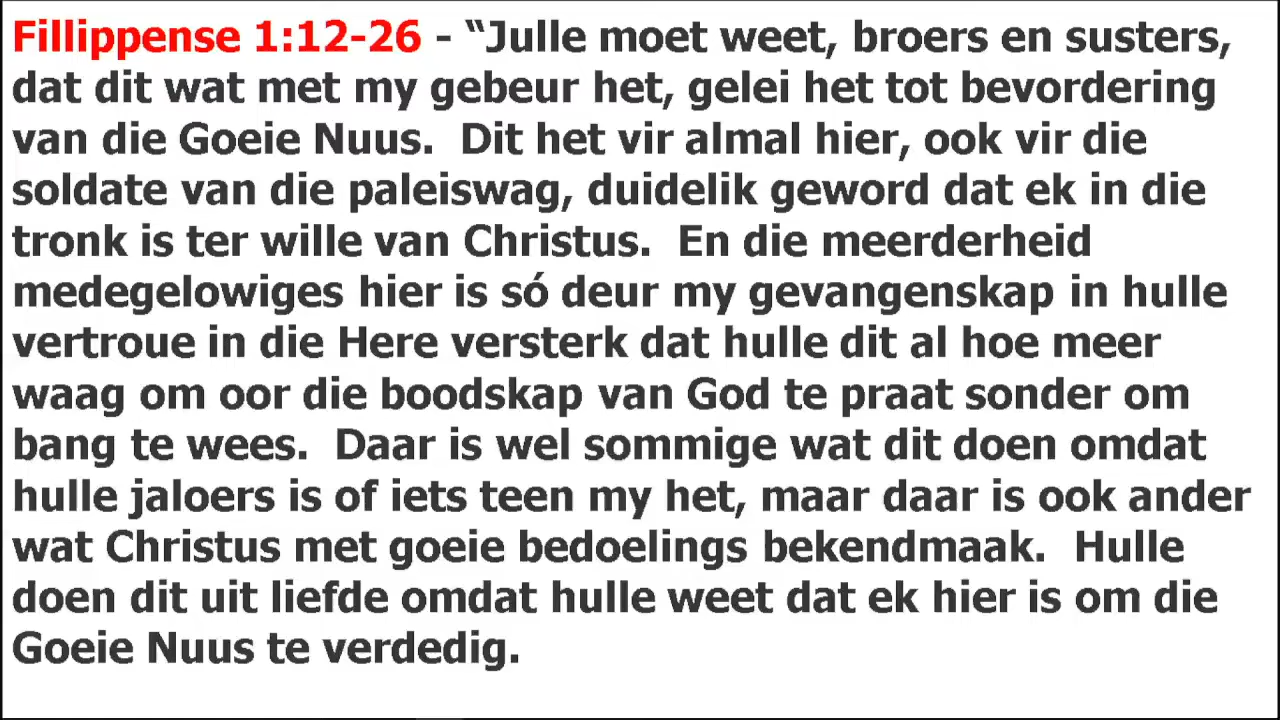 Fillippense 1:12-26 - “Julle moet weet, broers en susters,
dat dit wat met my gebeur het, gelei het tot bevordering
van die Goeie Nuus.  Dit het vir almal hier, ook vir die
soldate van die paleiswag, duidelik geword dat ek in die
tronk is ter wille van Christus.  En die meerderheid
medegelowiges hier is só deur my gevangenskap in hulle
vertroue in die Here versterk dat hulle dit al hoe meer
waag om oor die boodskap van God te praat sonder om
bang te wees.  Daar is wel sommige wat dit doen omdat
hulle jaloers is of iets teen my het, maar daar is ook ander
wat Christus met goeie bedoelings bekendmaak.  Hulle
doen dit uit liefde omdat hulle weet dat ek hier is om die
Goeie Nuus te verdedig.